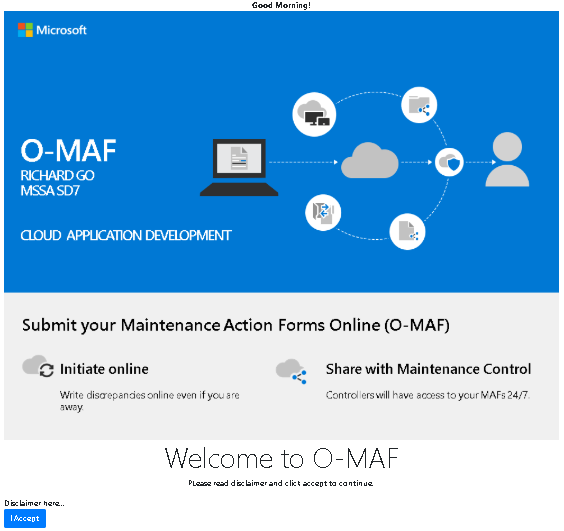 Good Morning!
Microsoft
O-MAF
RICHARD GO
MSSA SD7
CLOUD APPLICATION DEVELOPMENT
Submit your Maintenance Action Forms Online (O-MAF)
Initiate online
Write discrepancies online even if you are
away.
Share with Maintenance Control
Controllers will have access to your MAFs 24/7.
Welcome to O-MAF
Please read disclaimer and click accept to continue.
Disclaimer here...
I Accept